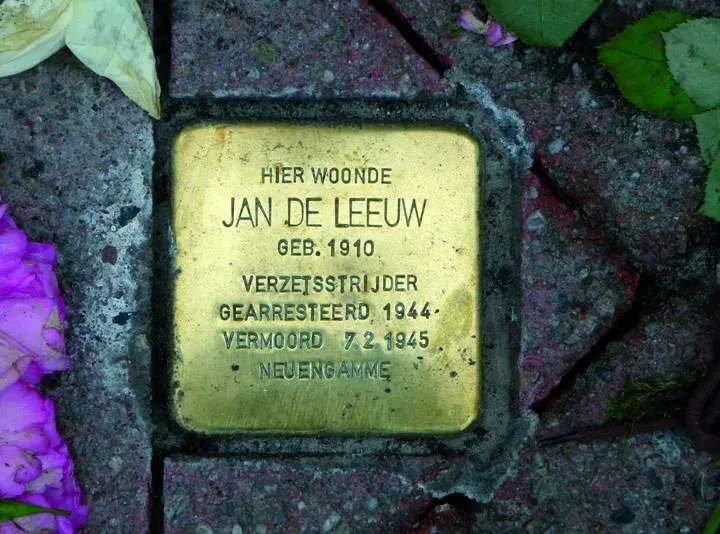 HIER WOONDE
JAN DE LEEUW
GEB. 1910
VERZETSSTRIJDER
GEARRESTEERD 1944
VERMOORD 7.2.1945
NEUENGAMME